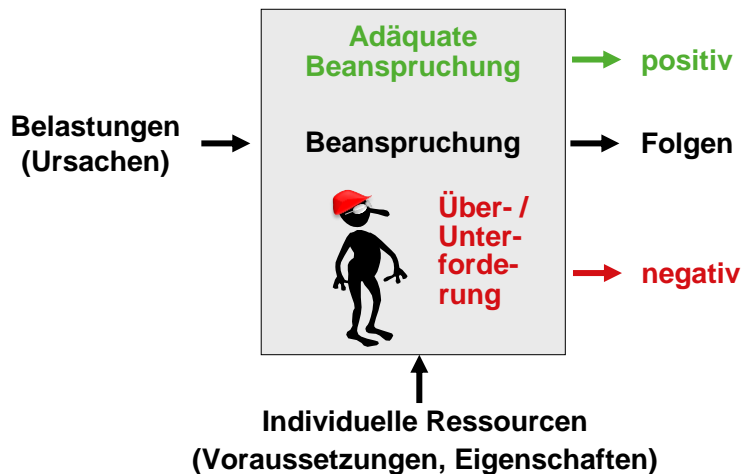 Adäquate
Beanspruchung
positiv
Belastungen
(Ursachen)
Beanspruchung
Folgen
Über- /
Unter-
forde-
rung
negativ
Individuelle Ressourcen
(Voraussetzungen, Eigenschaften)